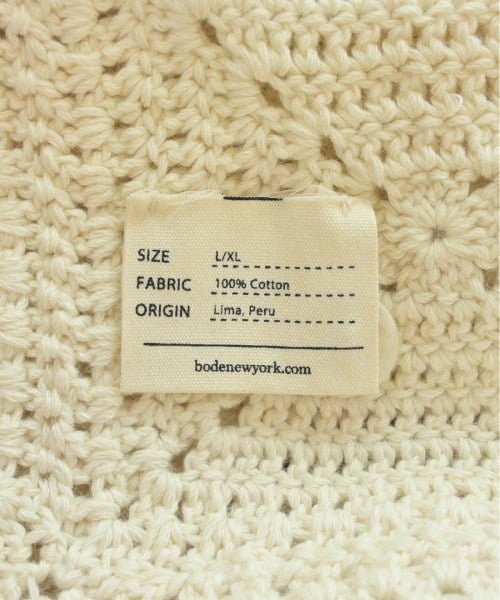 SIZE L/XL
FABRIC 100% Cotton
ORIGIN Lima, Peru
bodenewyork.com